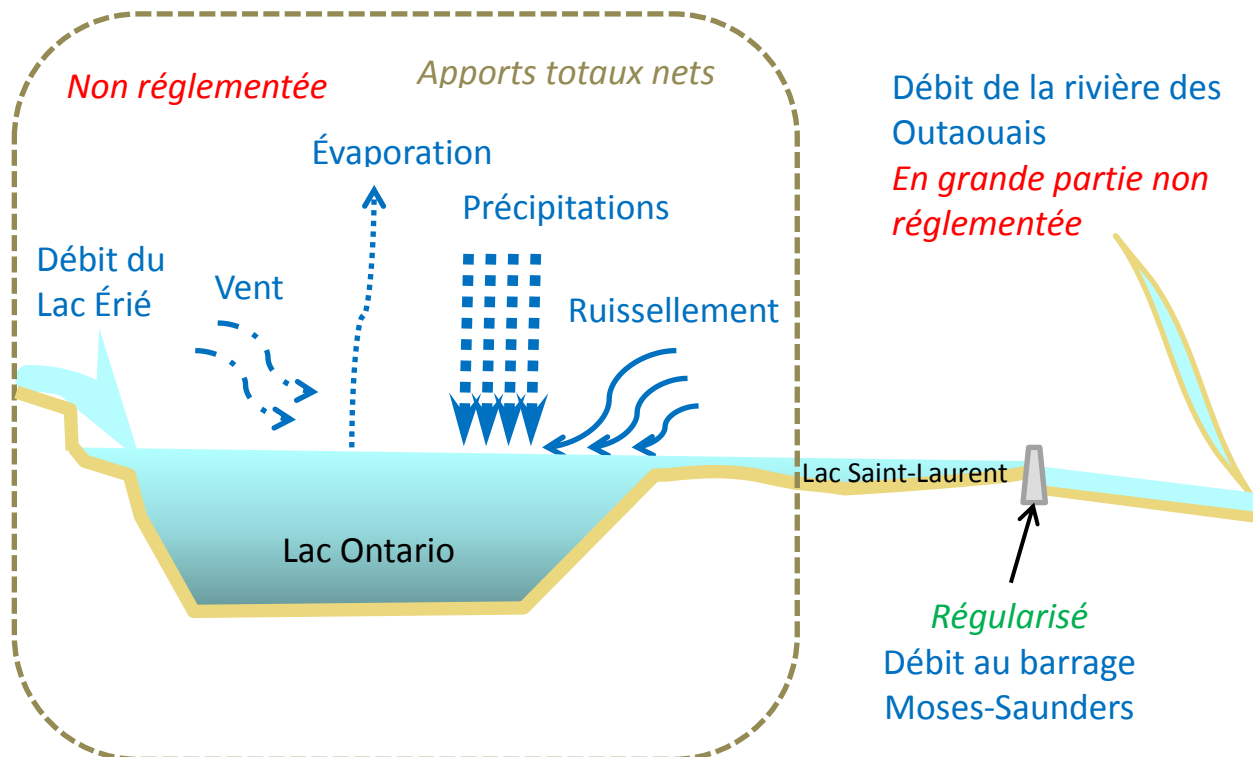 Non réglementée
Apports totaux nets
Évaporation
Précipitations
Débit du
Lac Érié
Vent
Ruissellement
Lac Ontario
Lac Saint-Laurent
Débit de la rivière des
Outaouais
En grande partie non
réglementée
Régularisé
Débit au barrage
Moses-Saunders